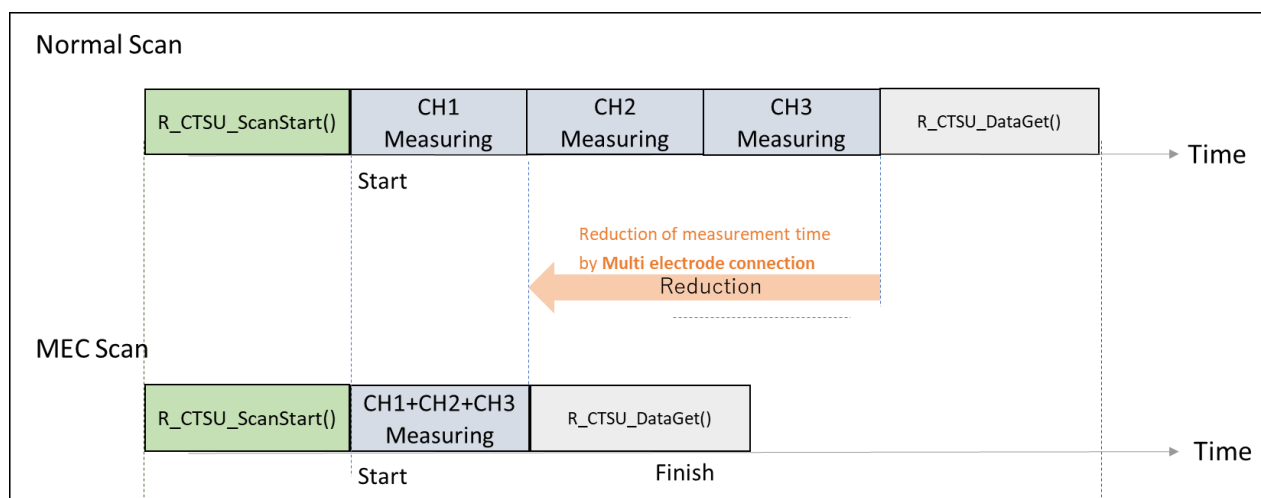 Normal Scan
R_CTSU_ScanStart()
CH1
Measuring
CH2
Measuring
CH3
Measuring
R_CTSU_DataGet()
Time
Start
Reduction of measurement time
by Multi electrode connection
Reduction
MEC Scan
R_CTSU_ScanStart()
CH1+CH2+CH3
Measuring
R_CTSU_DataGet()
Time
Start
Finish